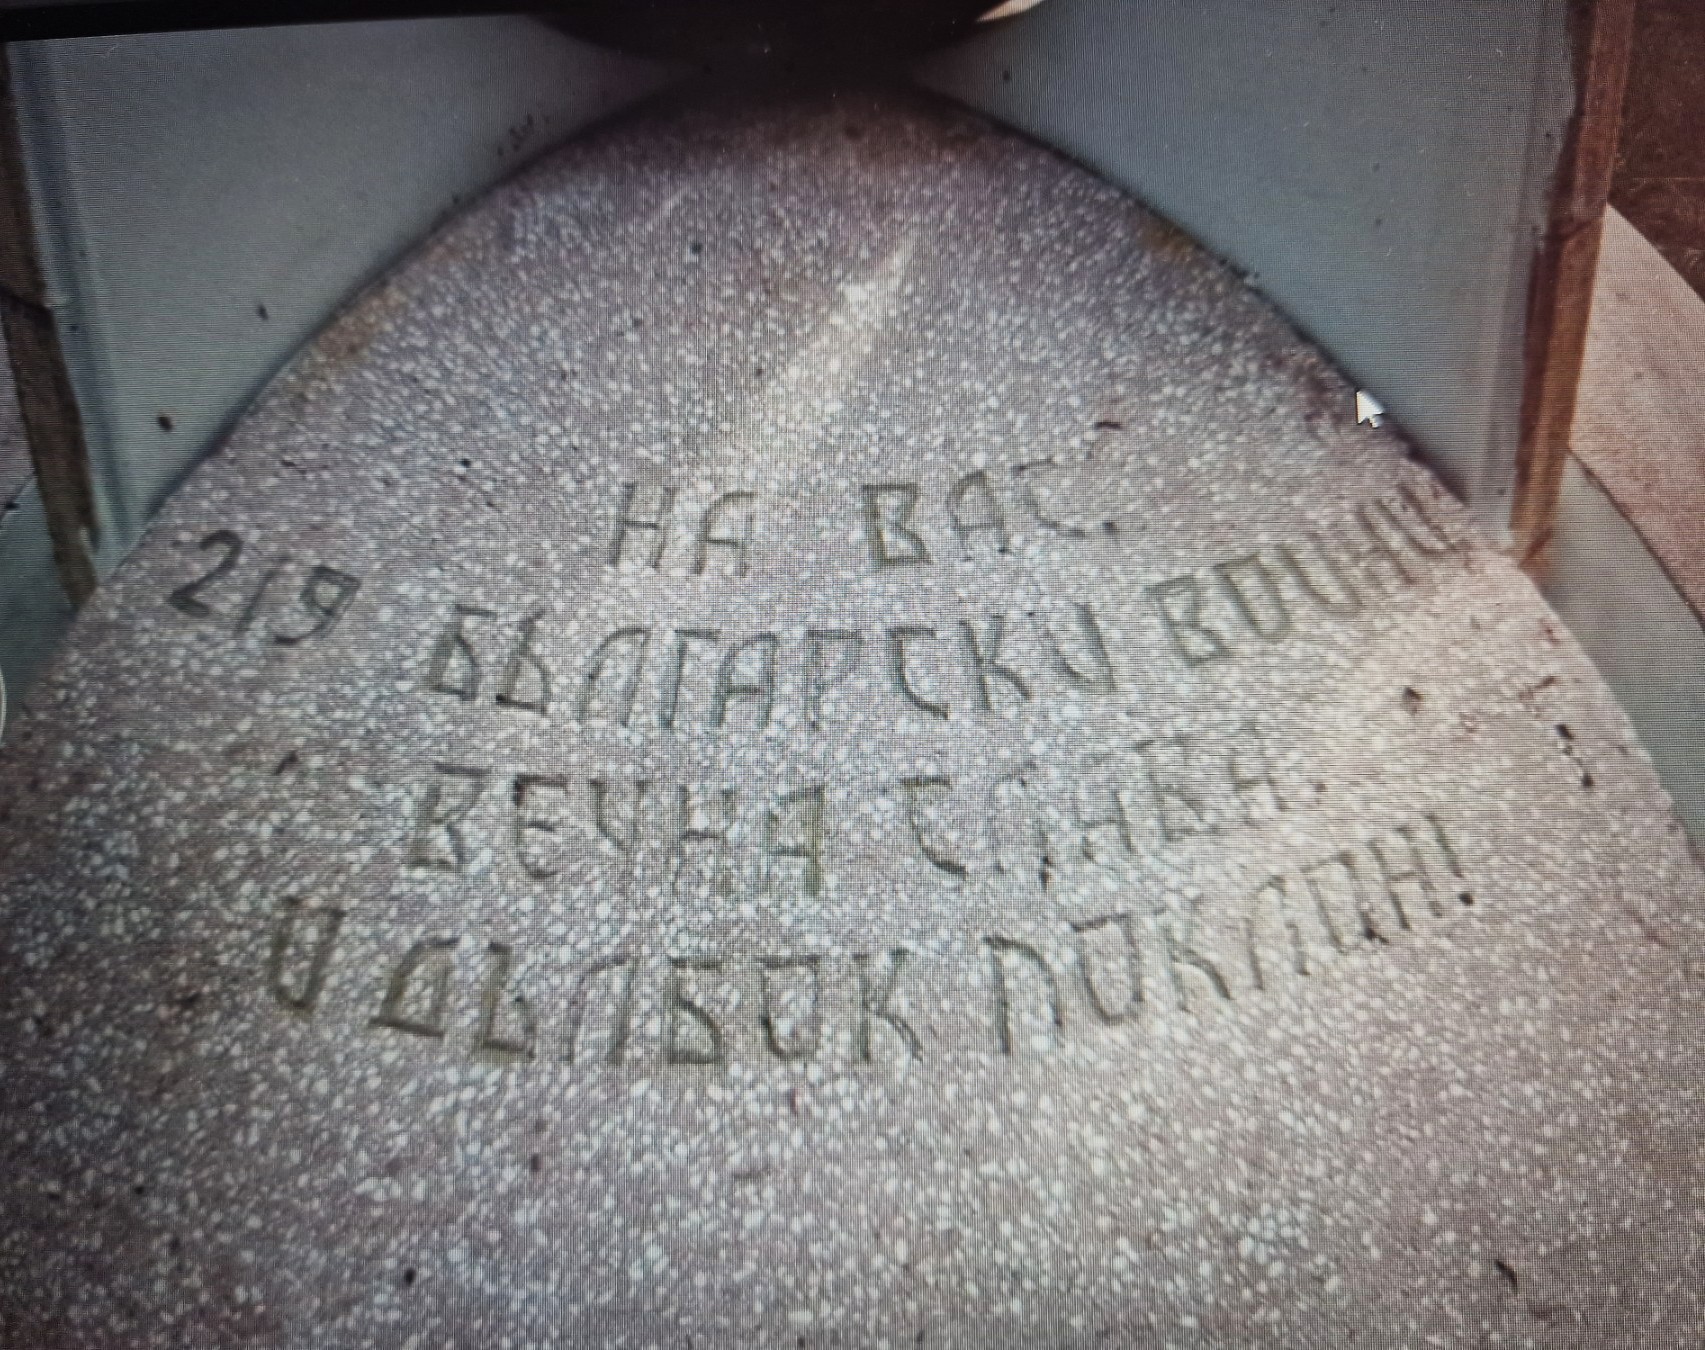 НА ВАС.
219 БЪЛГАРСКИ ВОИНИ
ВЕЧНА СЛАВА
И ДЪЛБОК ПОКЛОН!